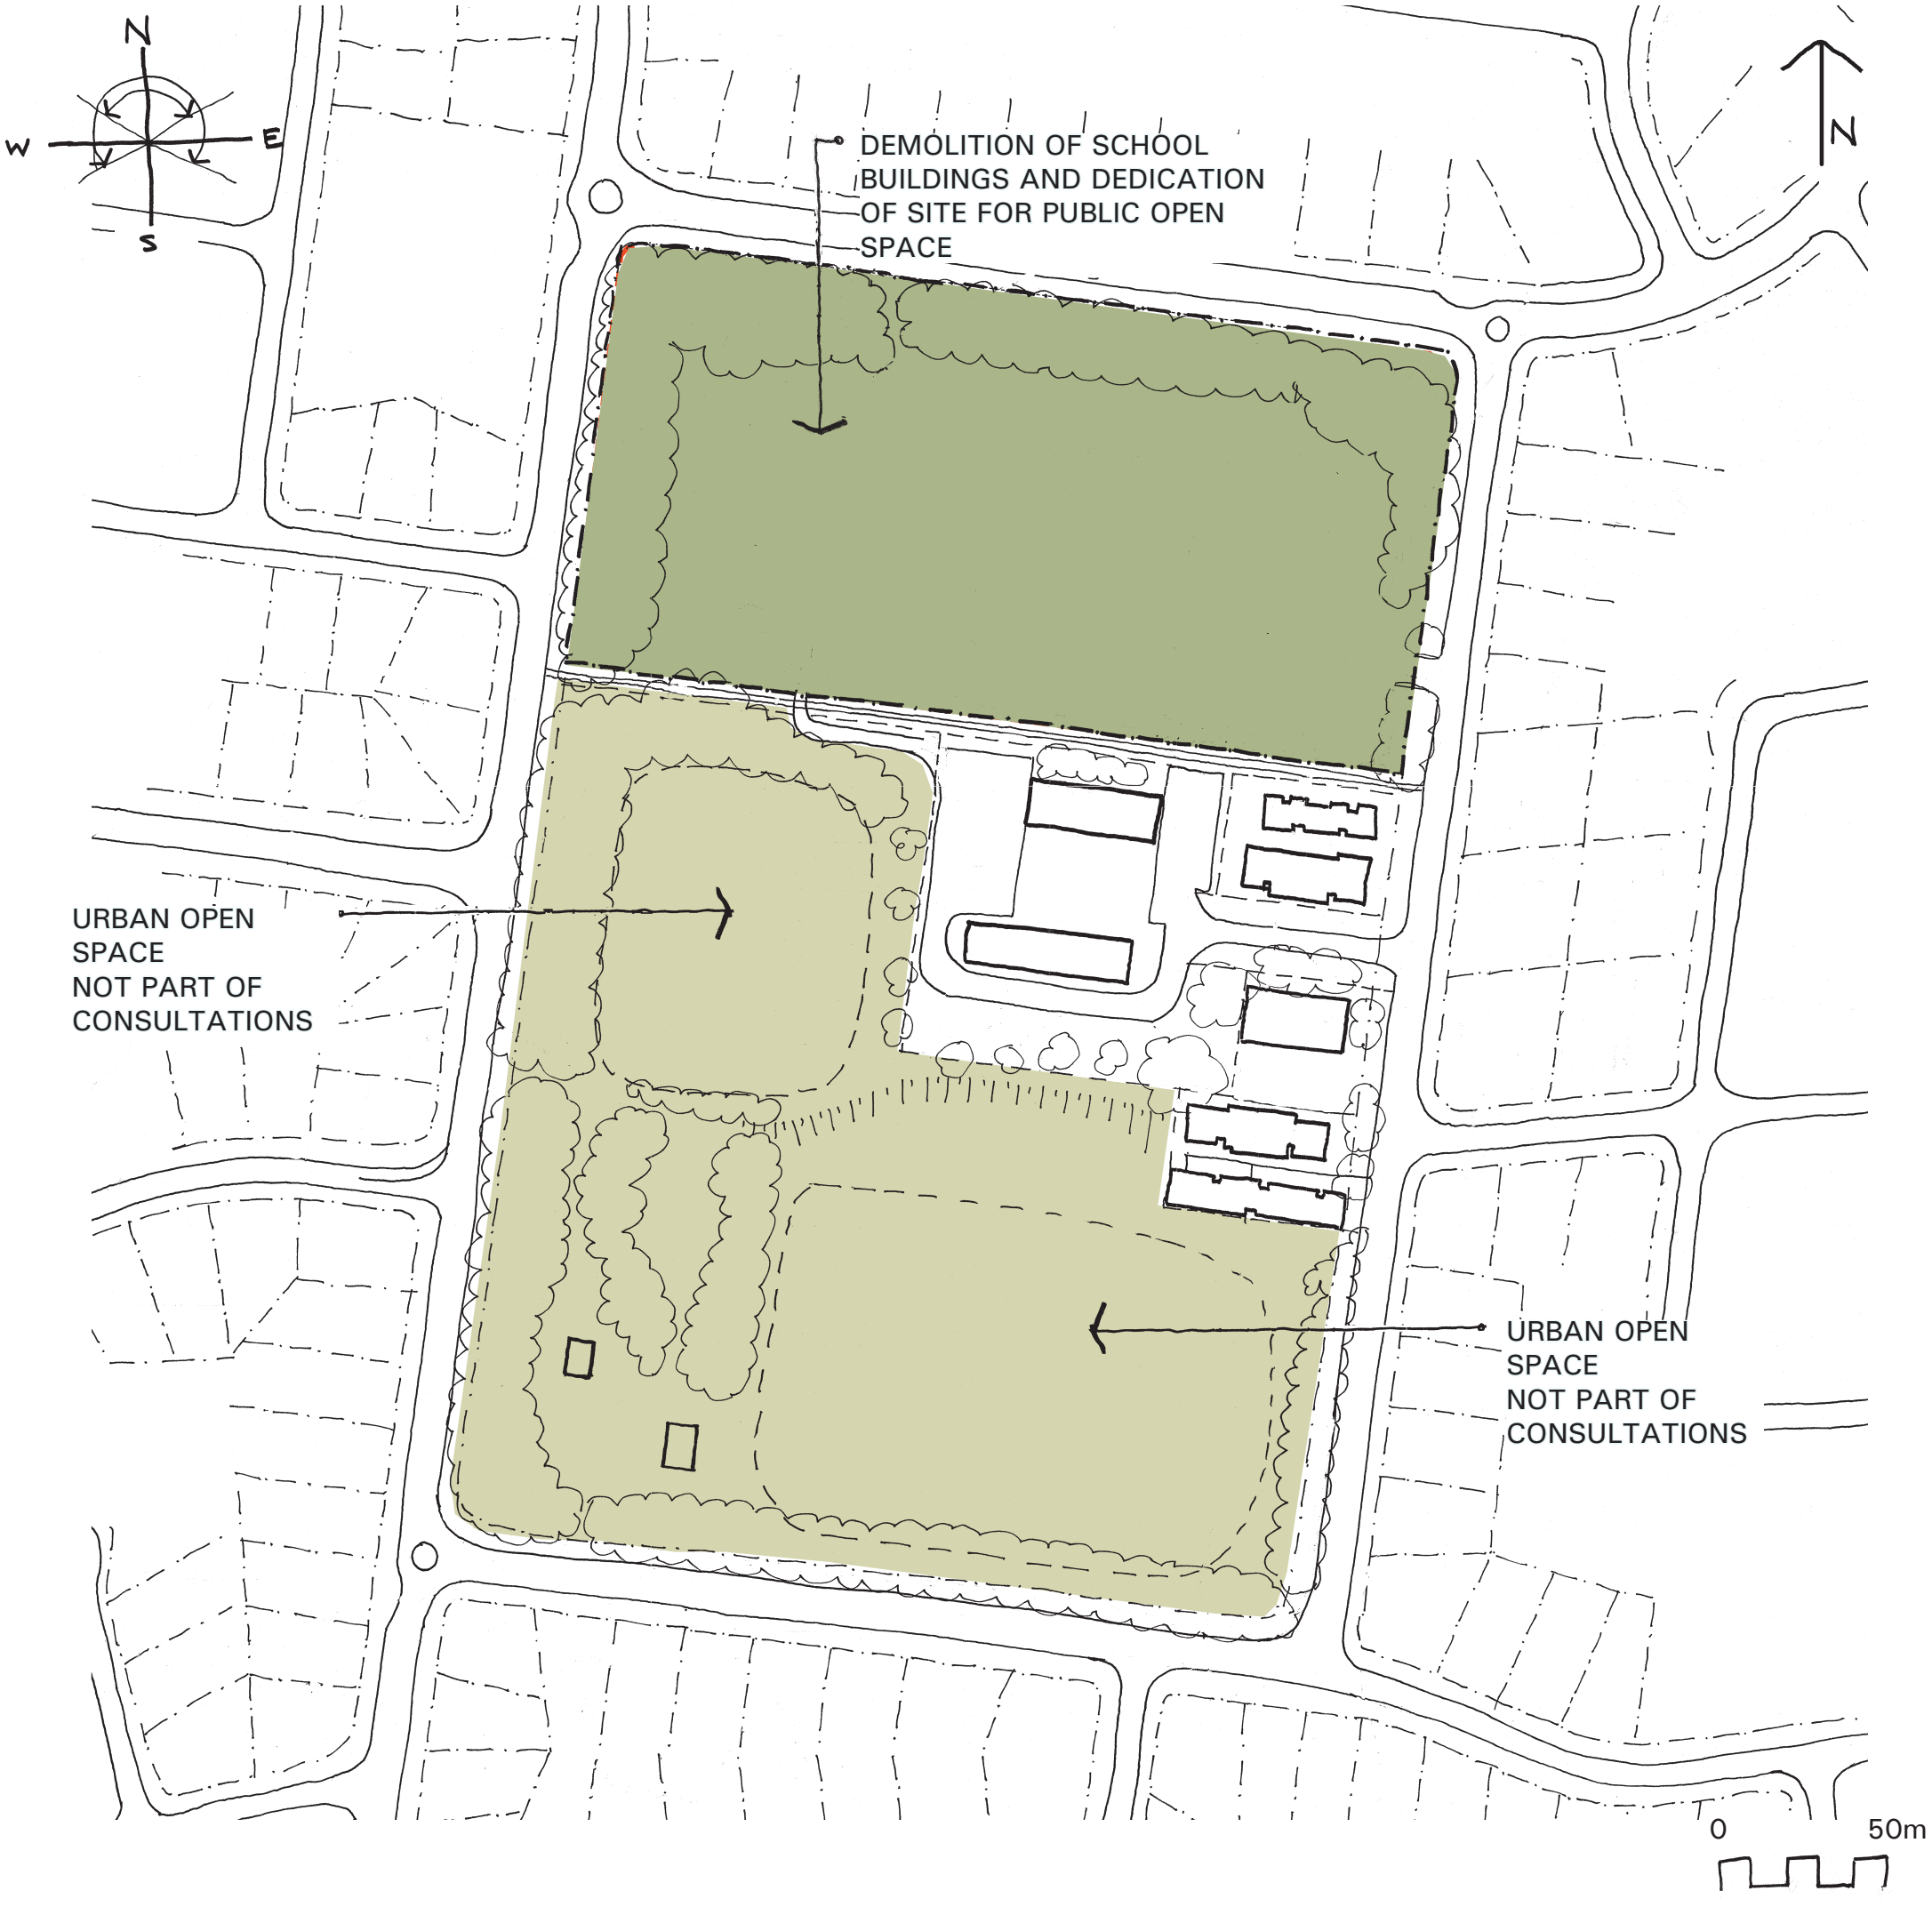 N
W
E
S
N
DEMOLITION OF SCHOOL
BUILDINGS AND DEDICATION
OF SITE FOR PUBLIC OPEN
SPACE
URBAN OPEN
SPACE
NOT PART OF
CONSULTATIONS
URBAN OPEN
SPACE
NOT PART OF
CONSULTATIONS
0 50m